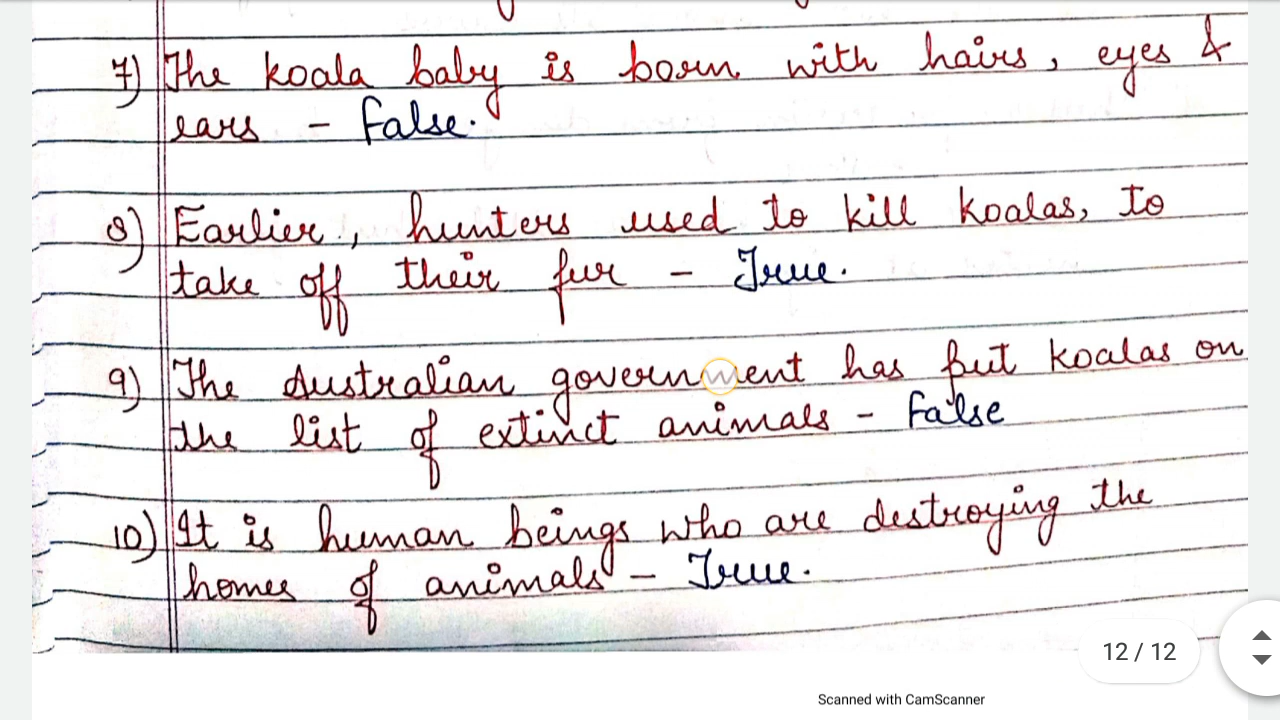 7) The koala baby is born with hairs, eyes &
ears - False.
8) Earlier, hunters used to kill koalas, to
take off their fur - True.
9) The Australian government has put koalas on
the list of extinct animals - False
10) It is human beings who are destroying the
homes of animals - True.
12 / 12
Scanned with CamScanner